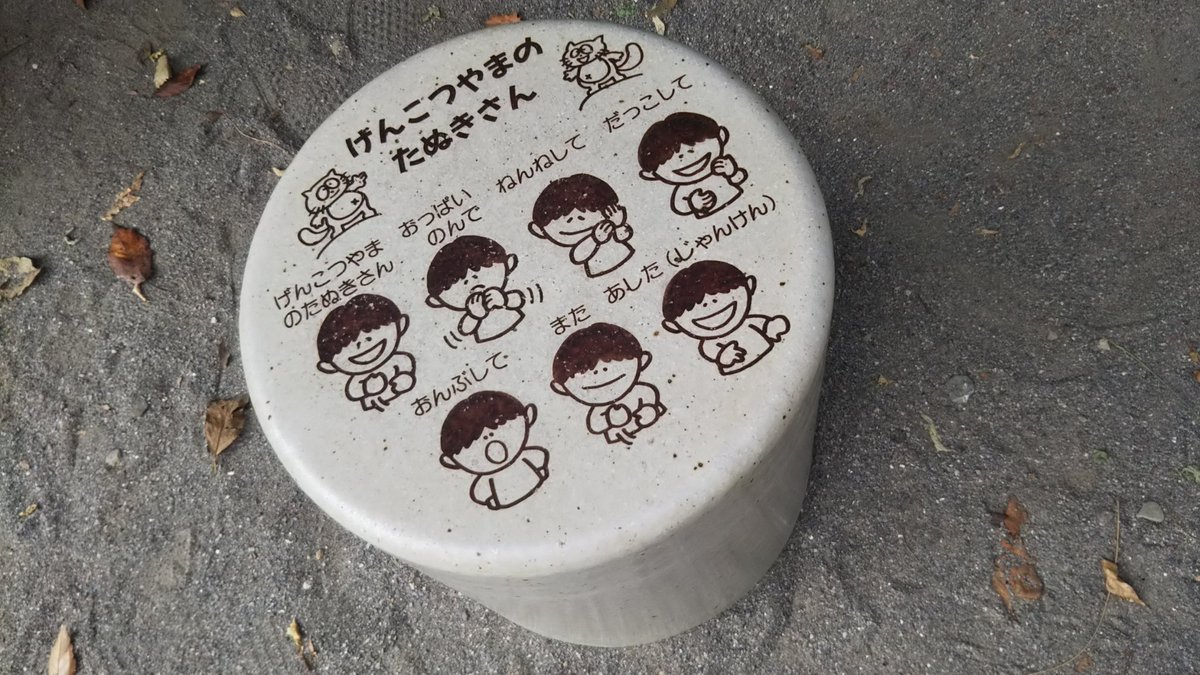 げんこつやまの
たぬきさん
げんこつやま
のたぬきさん
おっぱい
のんで
ねんねして
だっこして
おんぶして
また
あした(じゃんけん)